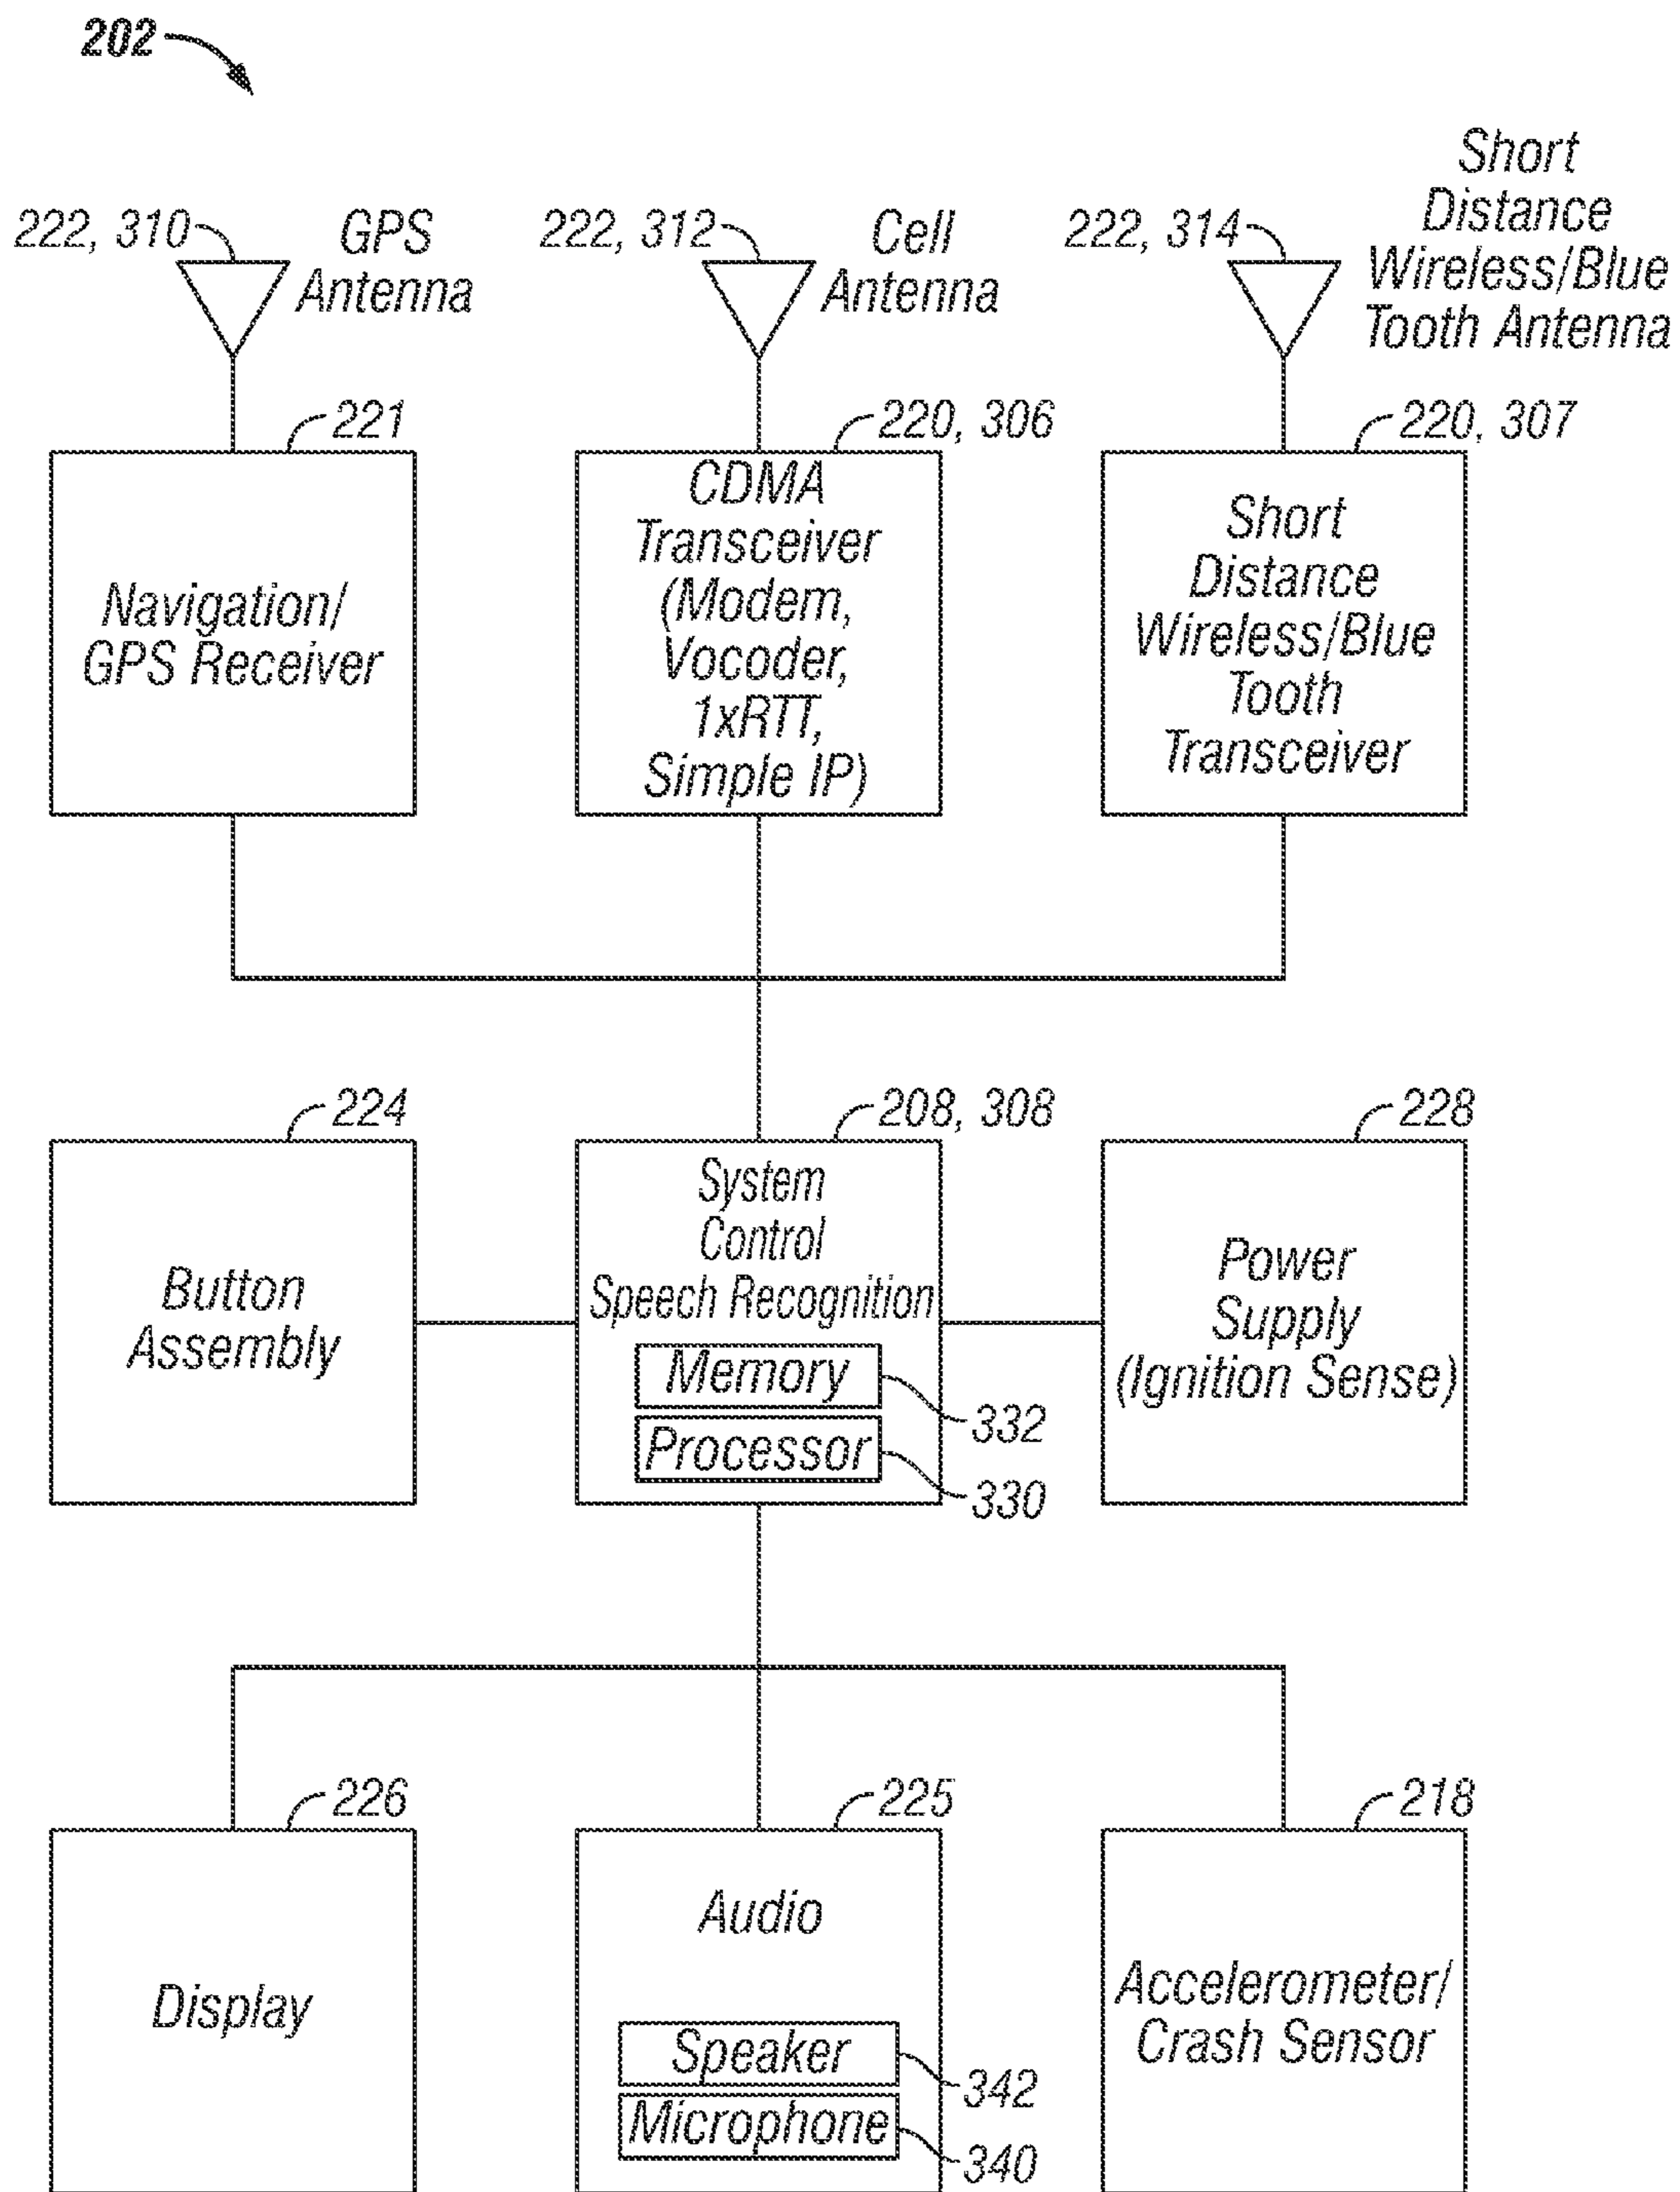 202
222, 310
GPS
Antenna
222, 312
Cell
Antenna
222, 314
Short
Distance
Wireless/Blue
Tooth Antenna
221
Navigation/
GPS Receiver
220, 306
CDMA
Transceiver
(Modem,
Vocoder,
1xRTT,
Simple IP)
220, 307
Short
Distance
Wireless/Blue
Tooth
Transceiver
224
Button
Assembly
208, 308
System
Control
Speech Recognition
Memory
332
Processor
330
228
Power
Supply
(Ignition Sense)
226
Display
225
Audio
Speaker
342
Microphone
340
218
Accelerometer/
Crash Sensor